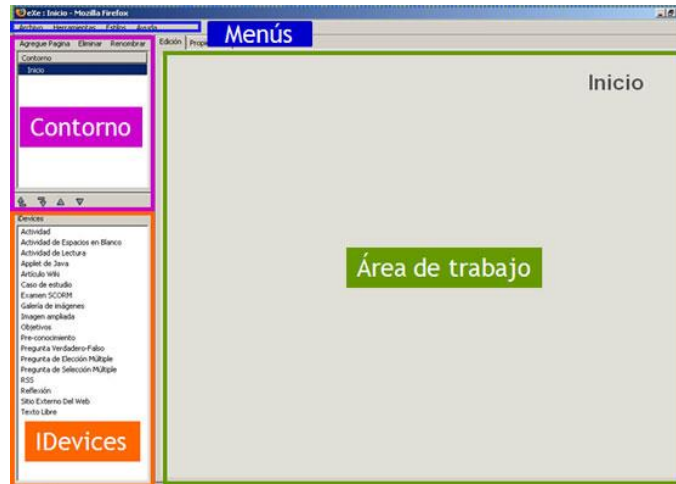 eXe : Inicio - Mozilla Firefox
Archivo Herramientas Estilos Ayuda
Menús
Agregue Pagina Eliminar Renombrar
Edición
Contorno
Inicio
Inicio
Contorno
IDevices
Actividad
Actividad de Espacios en Blanco
Actividad de Lectura
Applet de Java
Artículo Wiki
Caso de estudio
Examen SCORM
Galería de imágenes
Imagen ampliada
Objetivos
Pre-conocimiento
Pregunta Verdadero-Falso
Pregunta de Elección Múltiple
Pregunta de Selección Múltiple
RSS
Reflexión
Sitio Externo Del Web
Texto Libre
Área de trabajo
IDevices